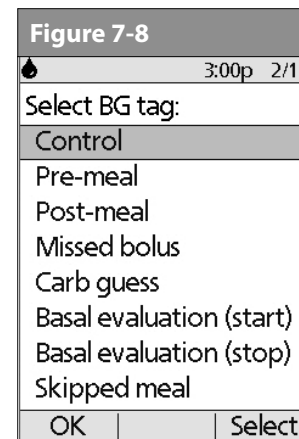 Figure 7-8
3:00p 2/1
Select BG tag:
Control
Pre-meal
Post-meal
Missed bolus
Carb guess
Basal evaluation (start)
Basal evaluation (stop)
Skipped meal
OK Select